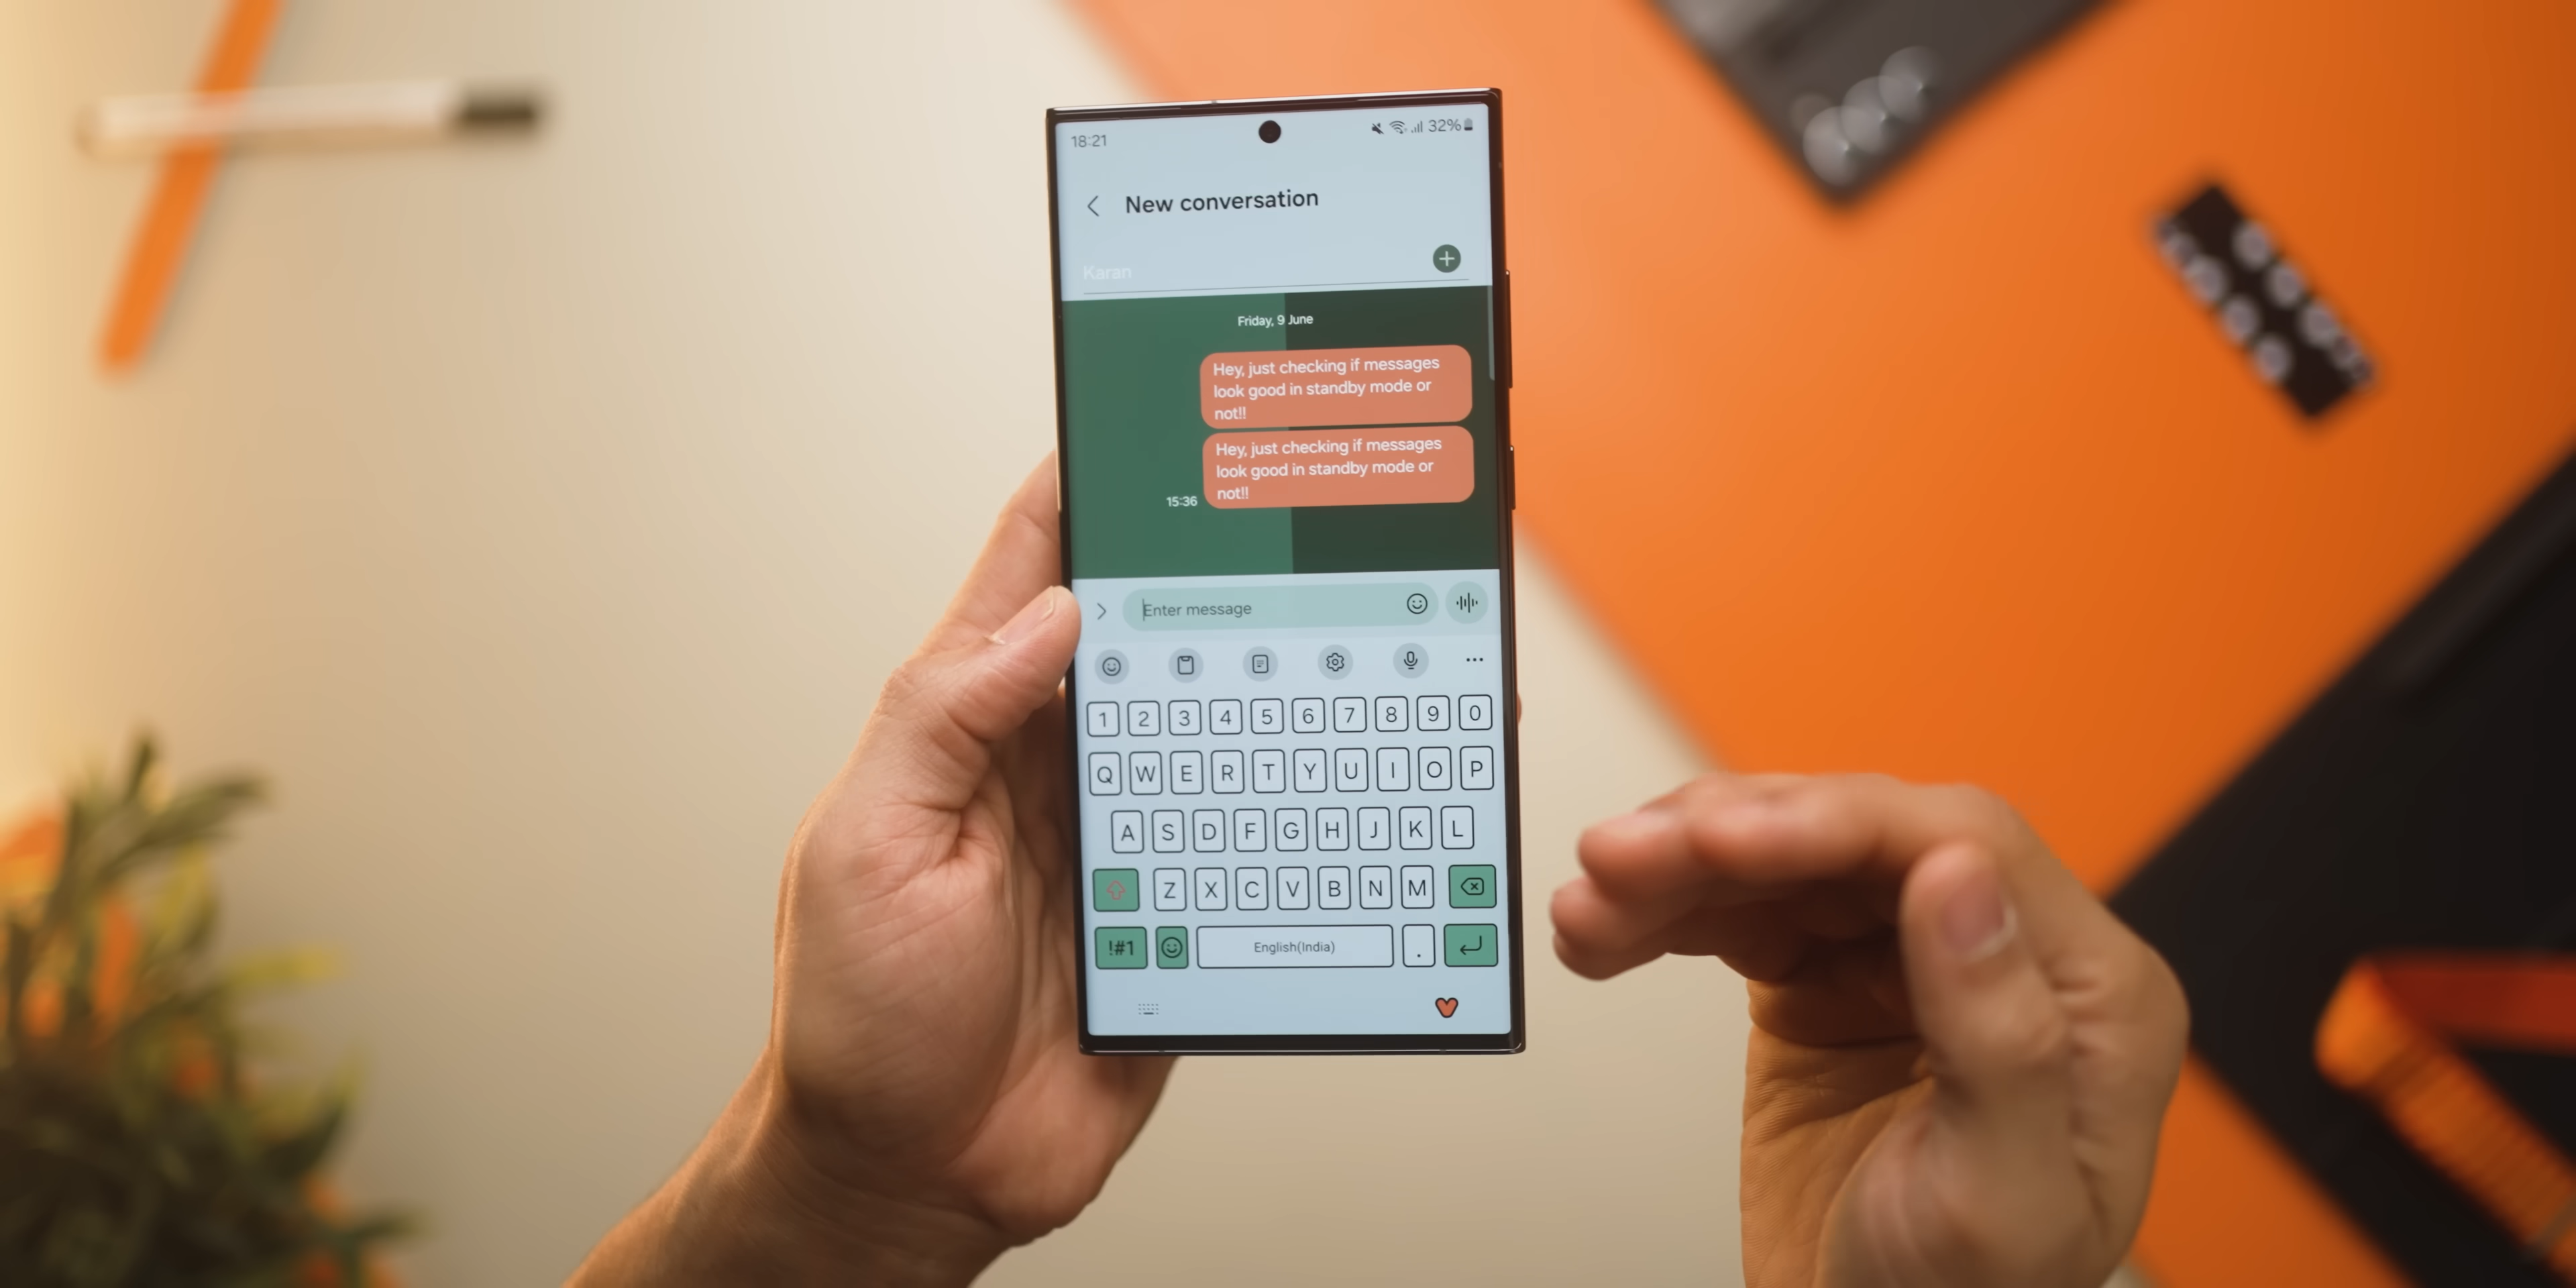 18:21 32%
New conversation
Karan
Friday, 9 June
Hey, just checking if messages
look good in standby mode or
not!!
Hey, just checking if messages
look good in standby mode or
not!!
15:36
Enter message
1 2 3 4 5 6 7 8 9 0
Q W E R T Y U I O P
A S D F G H J K L
Z X C V B N M
!#1 English(India) .